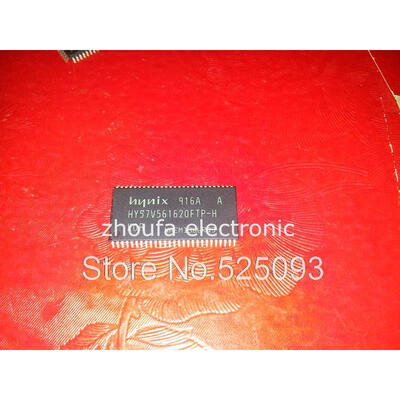 hynix 916A A
HY57V561620FTP-H
zhoufa electronic
Store No.525093